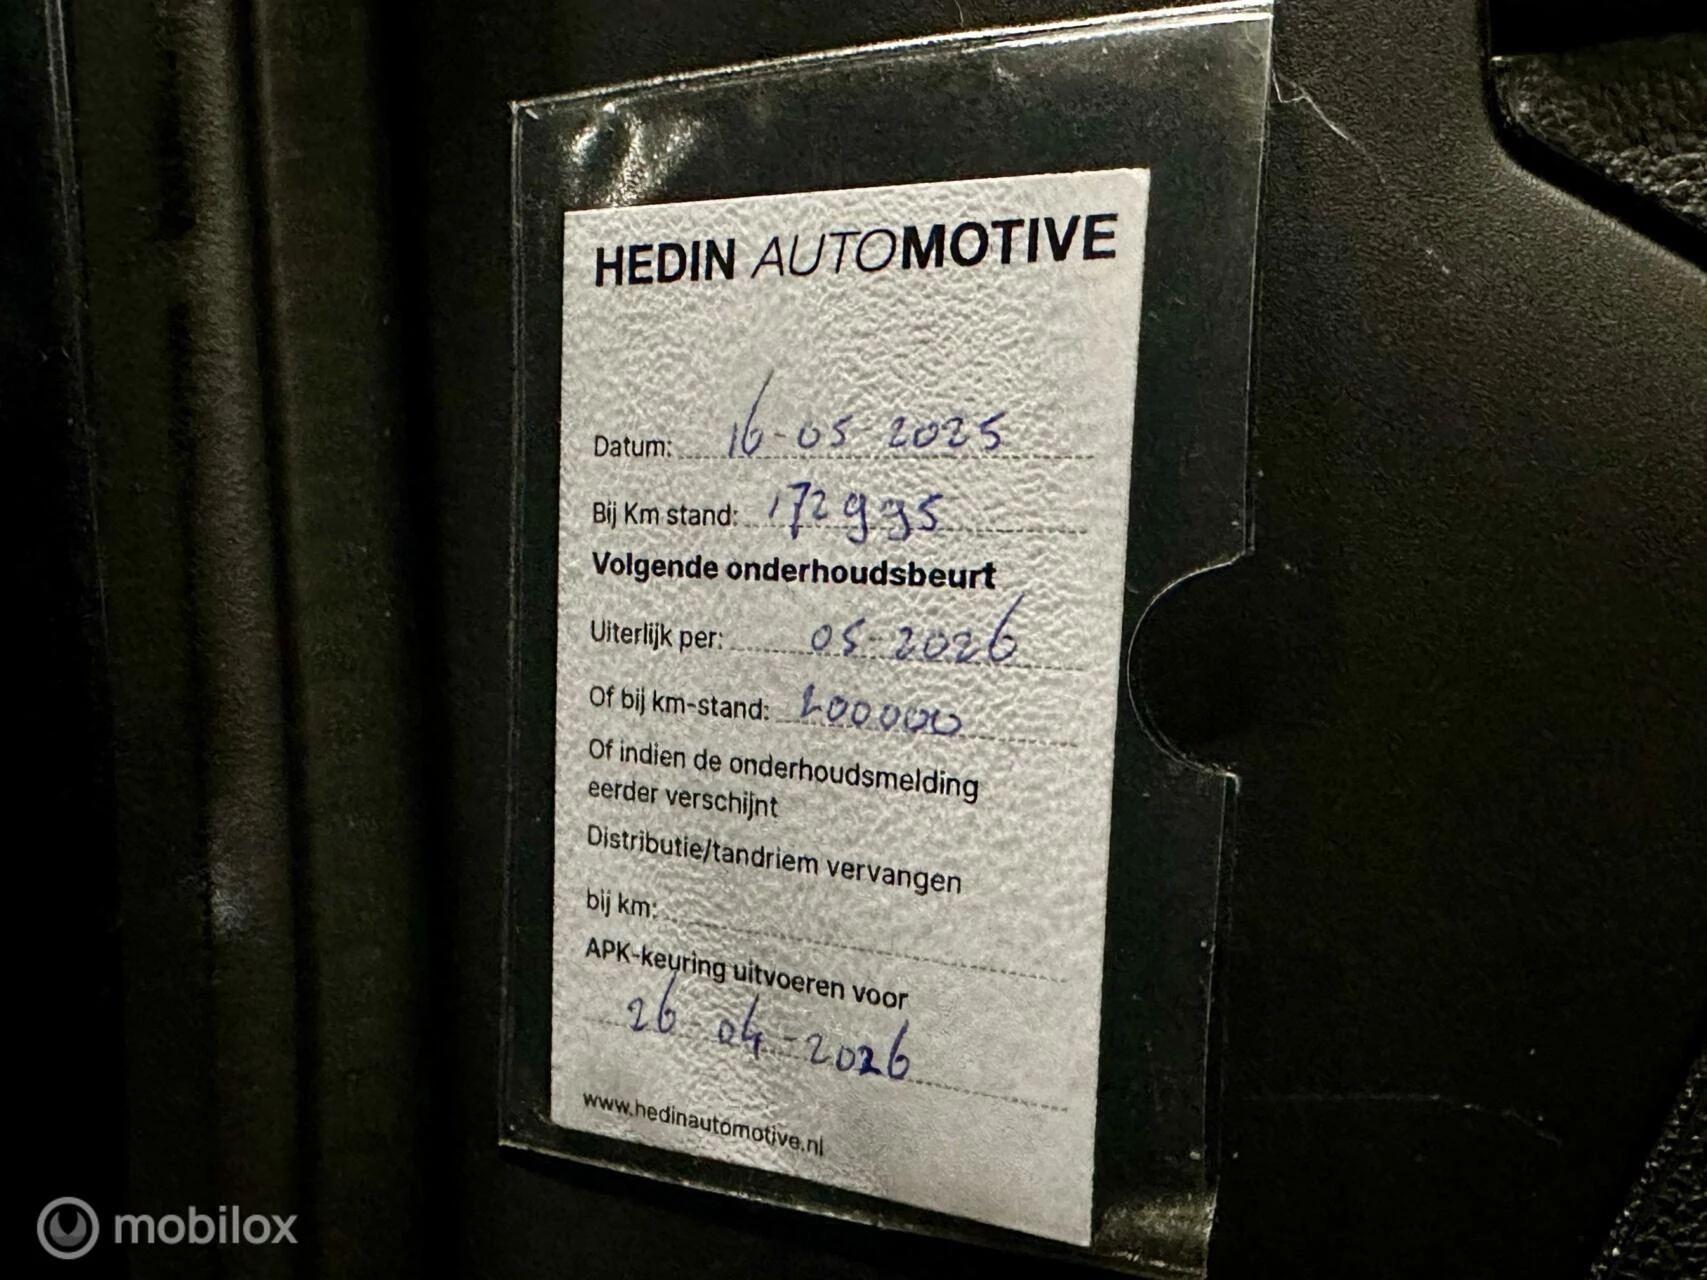 HEDIN AUTOMOTIVE
Datum: 16-05-2025
Bij Km stand: 172995
Volgende onderhoudsbeurt
Uiterlijk per: 05-2026
Of bij km-stand: 200000
Of indien de onderhoudsmelding
eerder verschijnt
Distributie/tandriem vervangen
bij km:
APK-keuring uitvoeren voor
26-04-2026
www.hedinautomotive.nl
mobilox